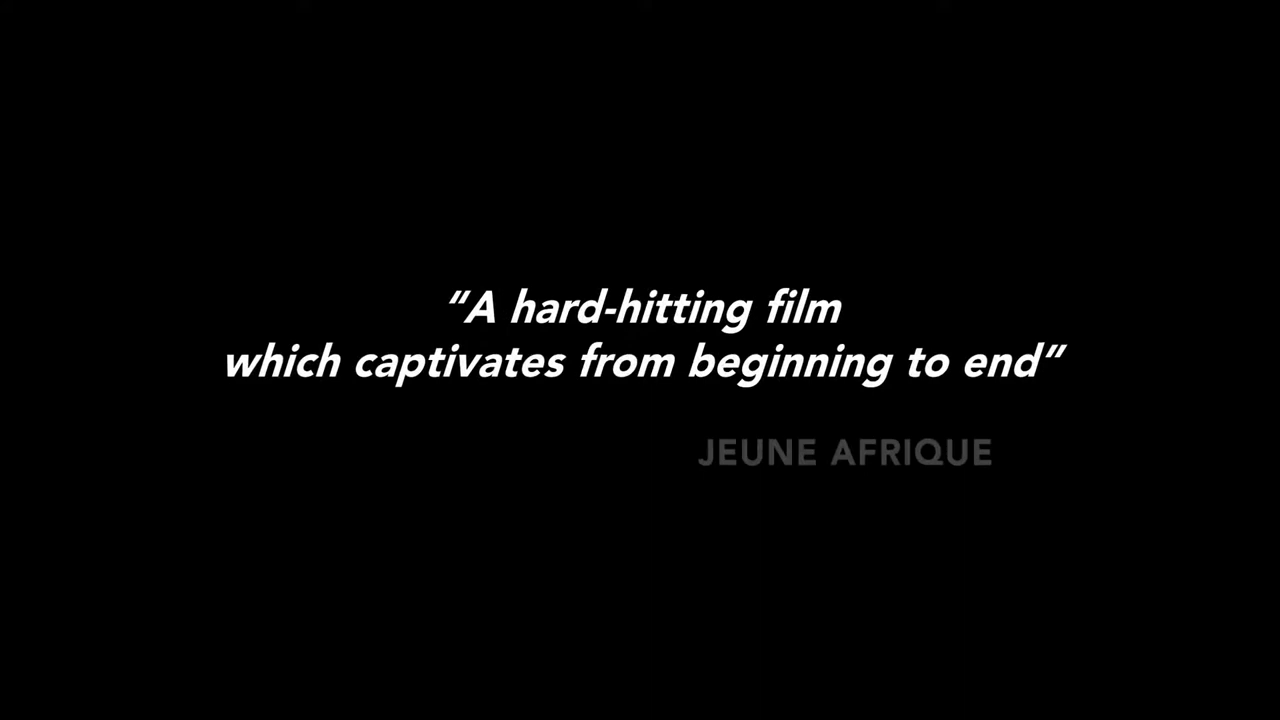 “A hard-hitting film
which captivates from beginning to end”
JEUNE AFRIQUE